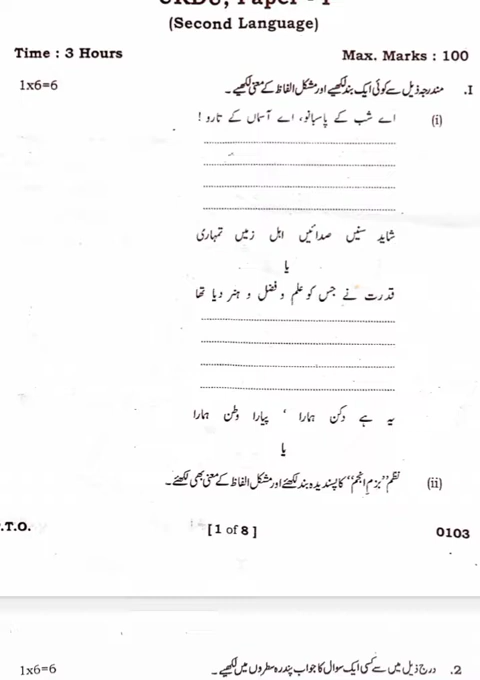 URDU, Paper - I
(Second Language)
Time : 3 Hours Max. Marks : 100
I. مندرجہ ذیل سے کوئی ایک بند لکھیے اور مشکل الفاظ کے معنی لکھیے ۔ 1x6=6
(i) اے شب کے پاسبانو، اے آسماں کے تارو !
شاید سنیں صدائیں اہل زمیں تمہاری
یا
قدرت نے جس کو علم و فضل و ہنر دیا تھا
یہ ہے دکن ہمارا ، پیارا وطن ہمارا
یا
(ii) نظم ”بزمِ انجم“ کا پسندیدہ بند لکھئے اور مشکل الفاظ کے معنی بھی لکھئے ۔
.T.O. [ 1 of 8 ] 0103
2. درج ذیل میں سے کسی ایک سوال کا جواب پندرہ سطروں میں لکھیے ۔ 1x6=6